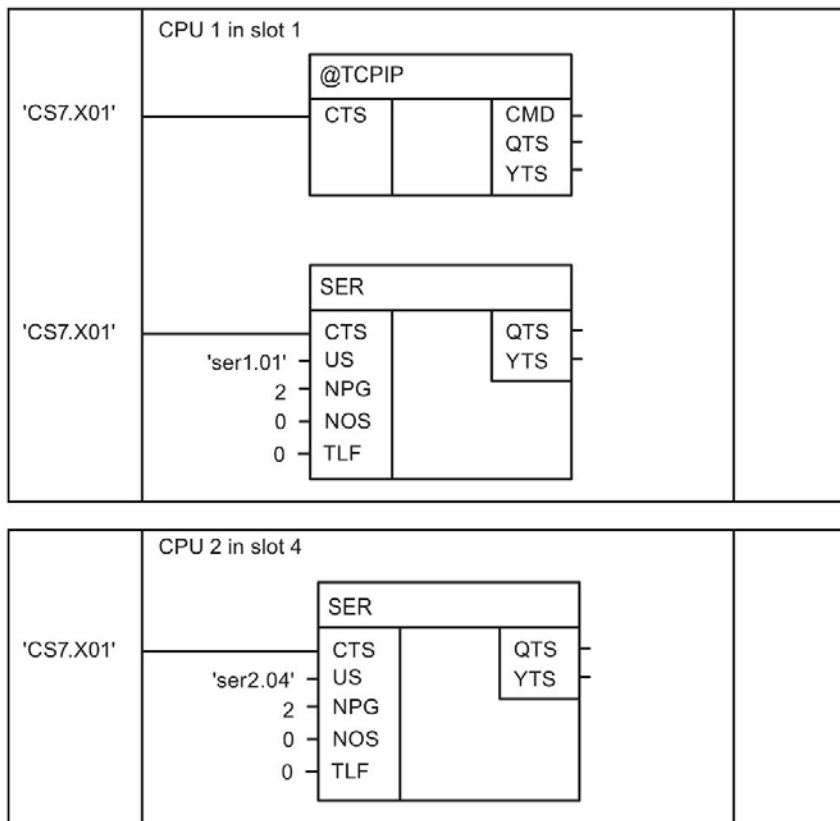 CPU 1 in slot 1
@TCPIP
'CS7.X01' CTS CMD
QTS
YTS
SER
'CS7.X01' CTS QTS
'ser1.01' US YTS
2 NPG
0 NOS
0 TLF
CPU 2 in slot 4
SER
'CS7.X01' CTS QTS
'ser2.04' US YTS
2 NPG
0 NOS
0 TLF